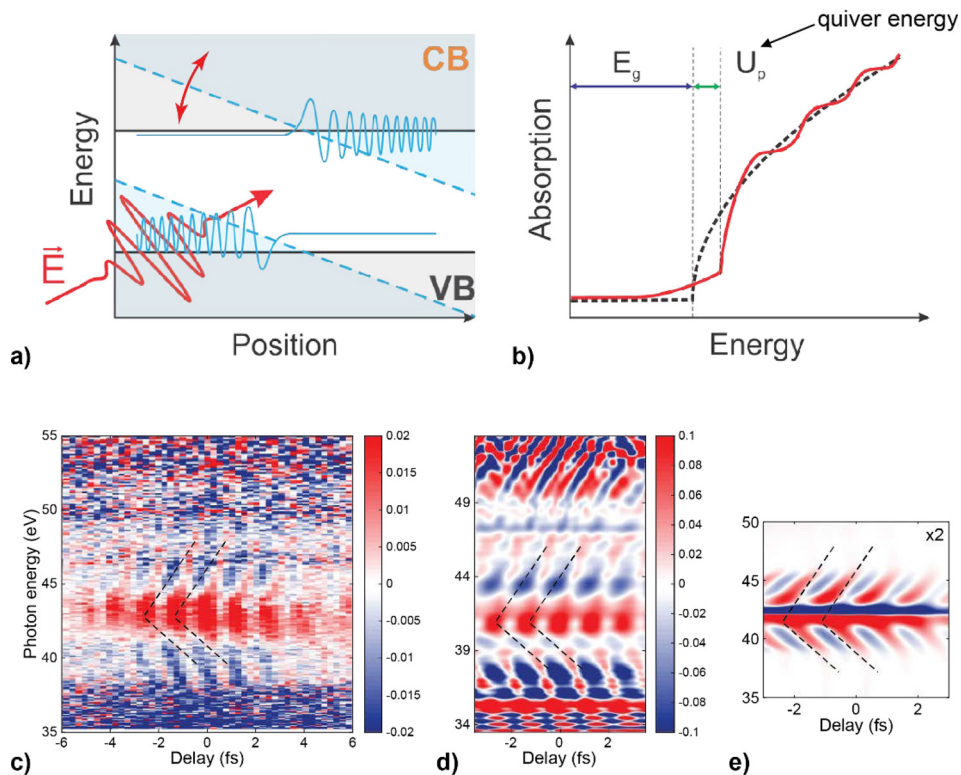 quiver energy
CB
E_g
U_p
Energy
Absorption
E
VB
Position
Energy
a)
b)
55
50
45
40
35
Photon energy (eV)
-6
-4
-2
0
2
4
6
Delay (fs)
0.02
0.015
0.01
0.005
0
-0.005
-0.01
-0.015
-0.02
c)
49
44
39
34
-2
0
2
Delay (fs)
0.1
0.08
0.06
0.04
0.02
0
-0.02
-0.04
-0.06
-0.08
-0.1
d)
50
45
40
35
x2
-2
0
2
Delay (fs)
e)